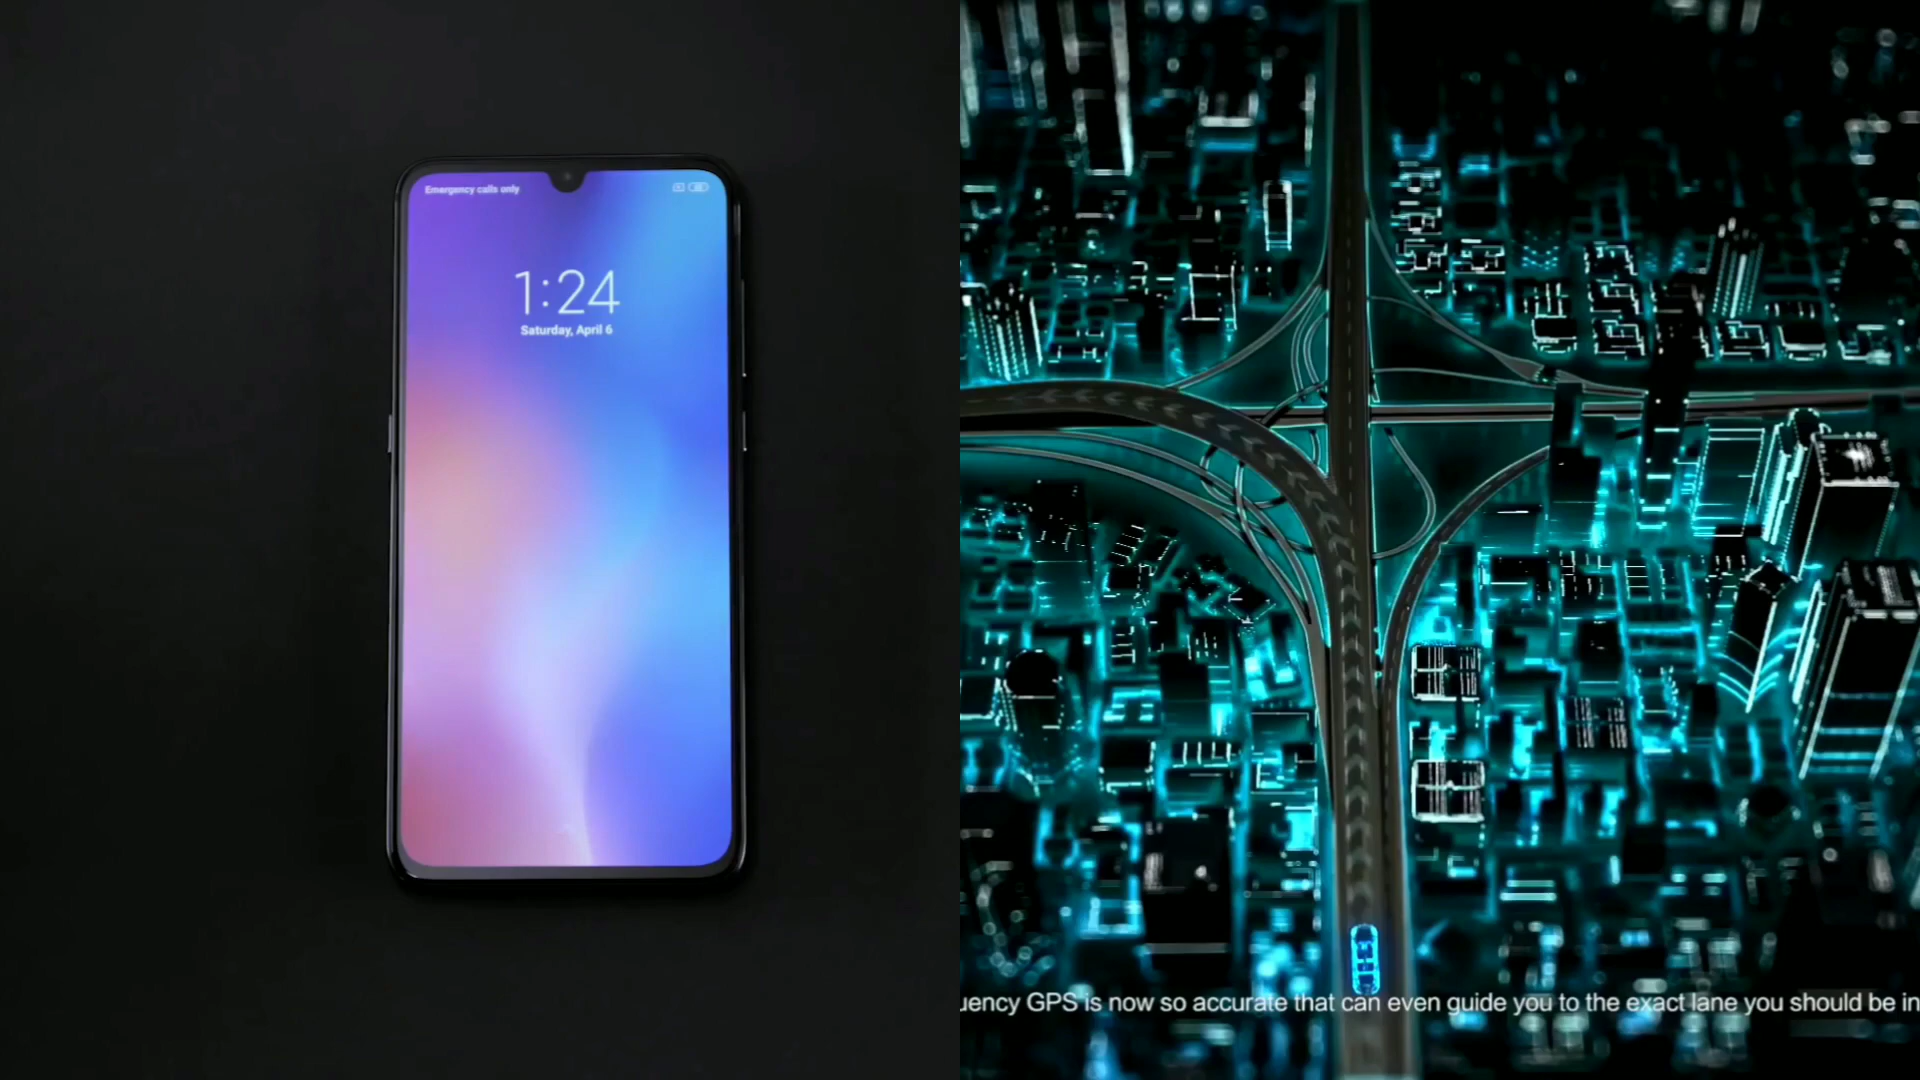 Emergency calls only
1:24
Saturday, April 6
uency GPS is now so accurate that can even guide you to the exact lane you should be in